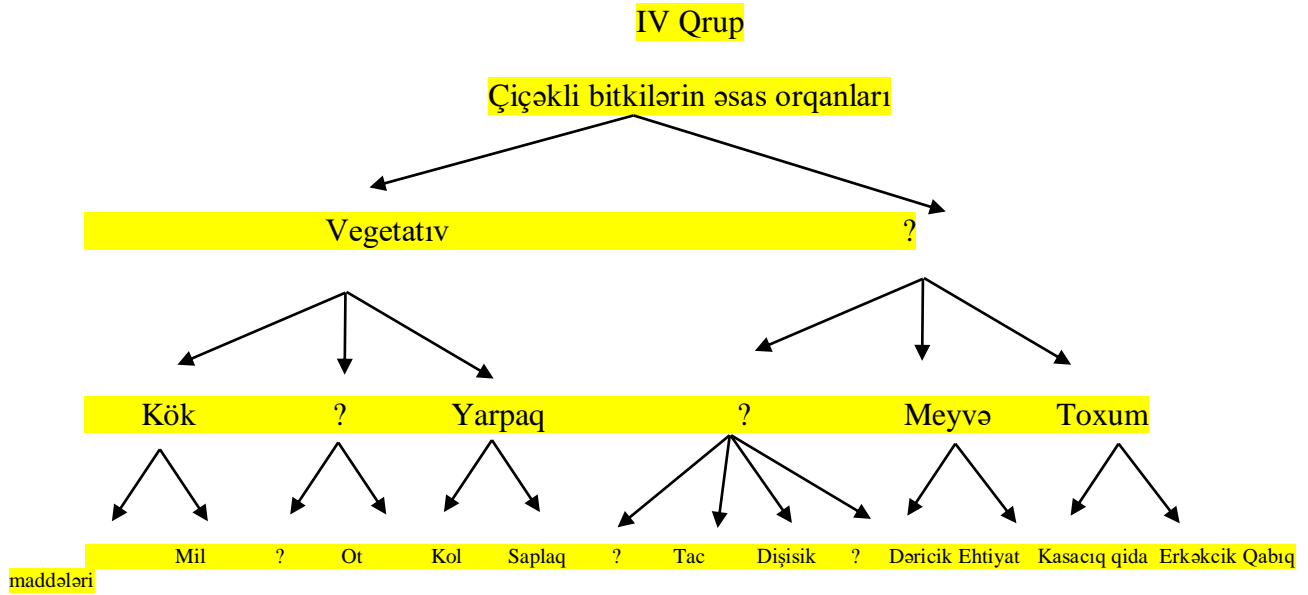 IV Qrup
Çiçəkli bitkilərin əsas orqanları
Vegetatıv ?
Kök ? Yarpaq ? Meyvə Toxum
Mil ? Ot Kol Saplaq ? Tac Dişisik ? Dəricik Ehtiyat Kasacıq qida Erkəkcik Qabıq
maddələri